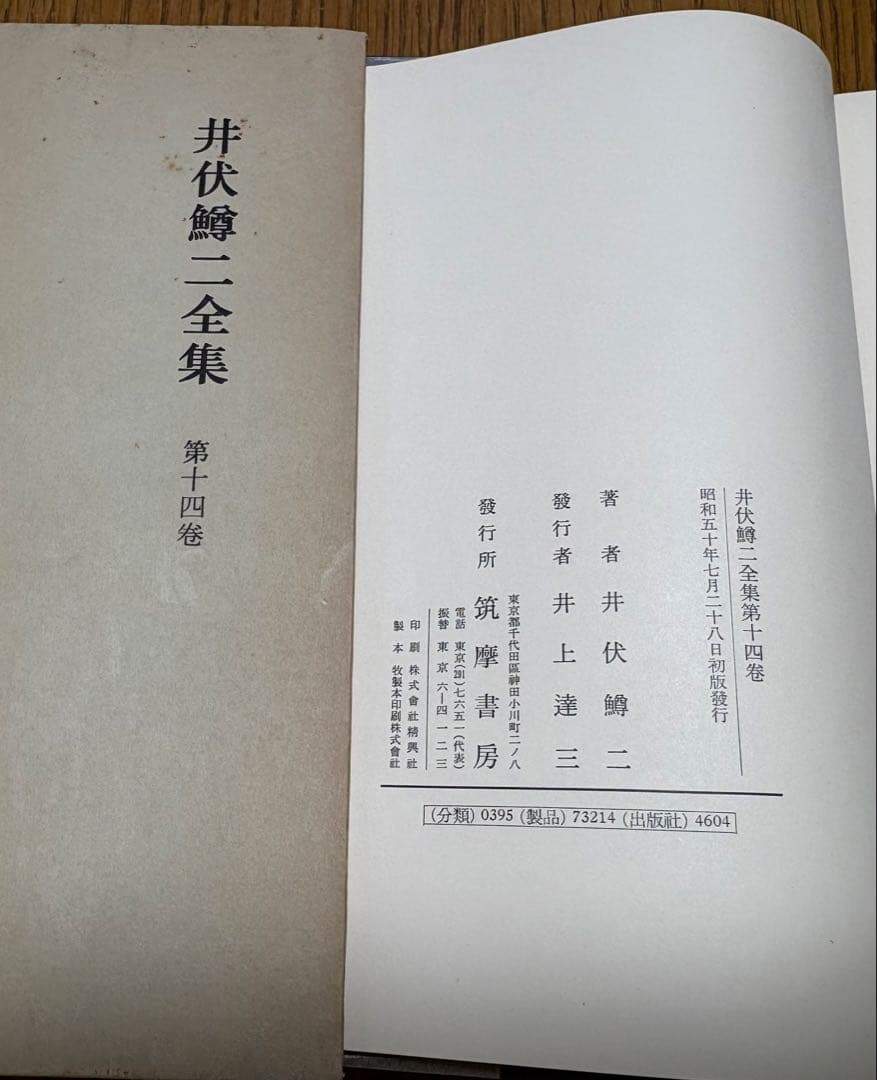 井伏鱒二全集
第十四卷
井伏鱒二全集第十四卷
昭和五十年七月二十八日初版發行
著者 井伏鱒二
發行者 井上達三
發行所 筑摩書房
東京都千代田區神田小川町二ノ八
電話 東京(291)七六五一(代表)
振替 東京 六―四一二三
印刷 株式會社精興社
製本 牧製本印刷株式會社
(分類) 0395 (製品) 73214 (出版社) 4604